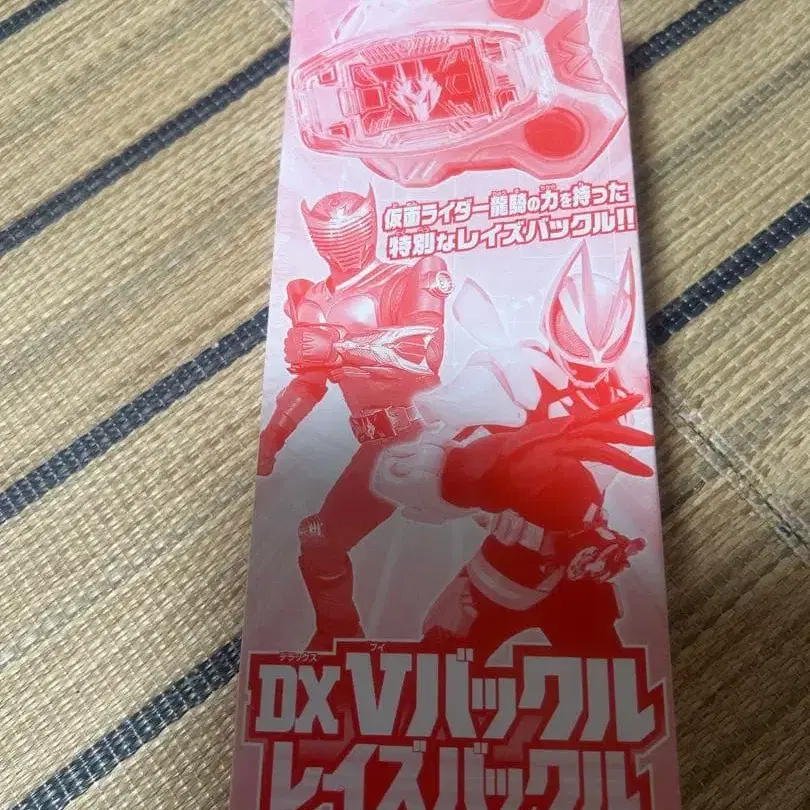 仮面ライダー龍騎の力を持った
特別なレイズバックル!!
デラックス ブイ
DX Vバックル
レイズバックル